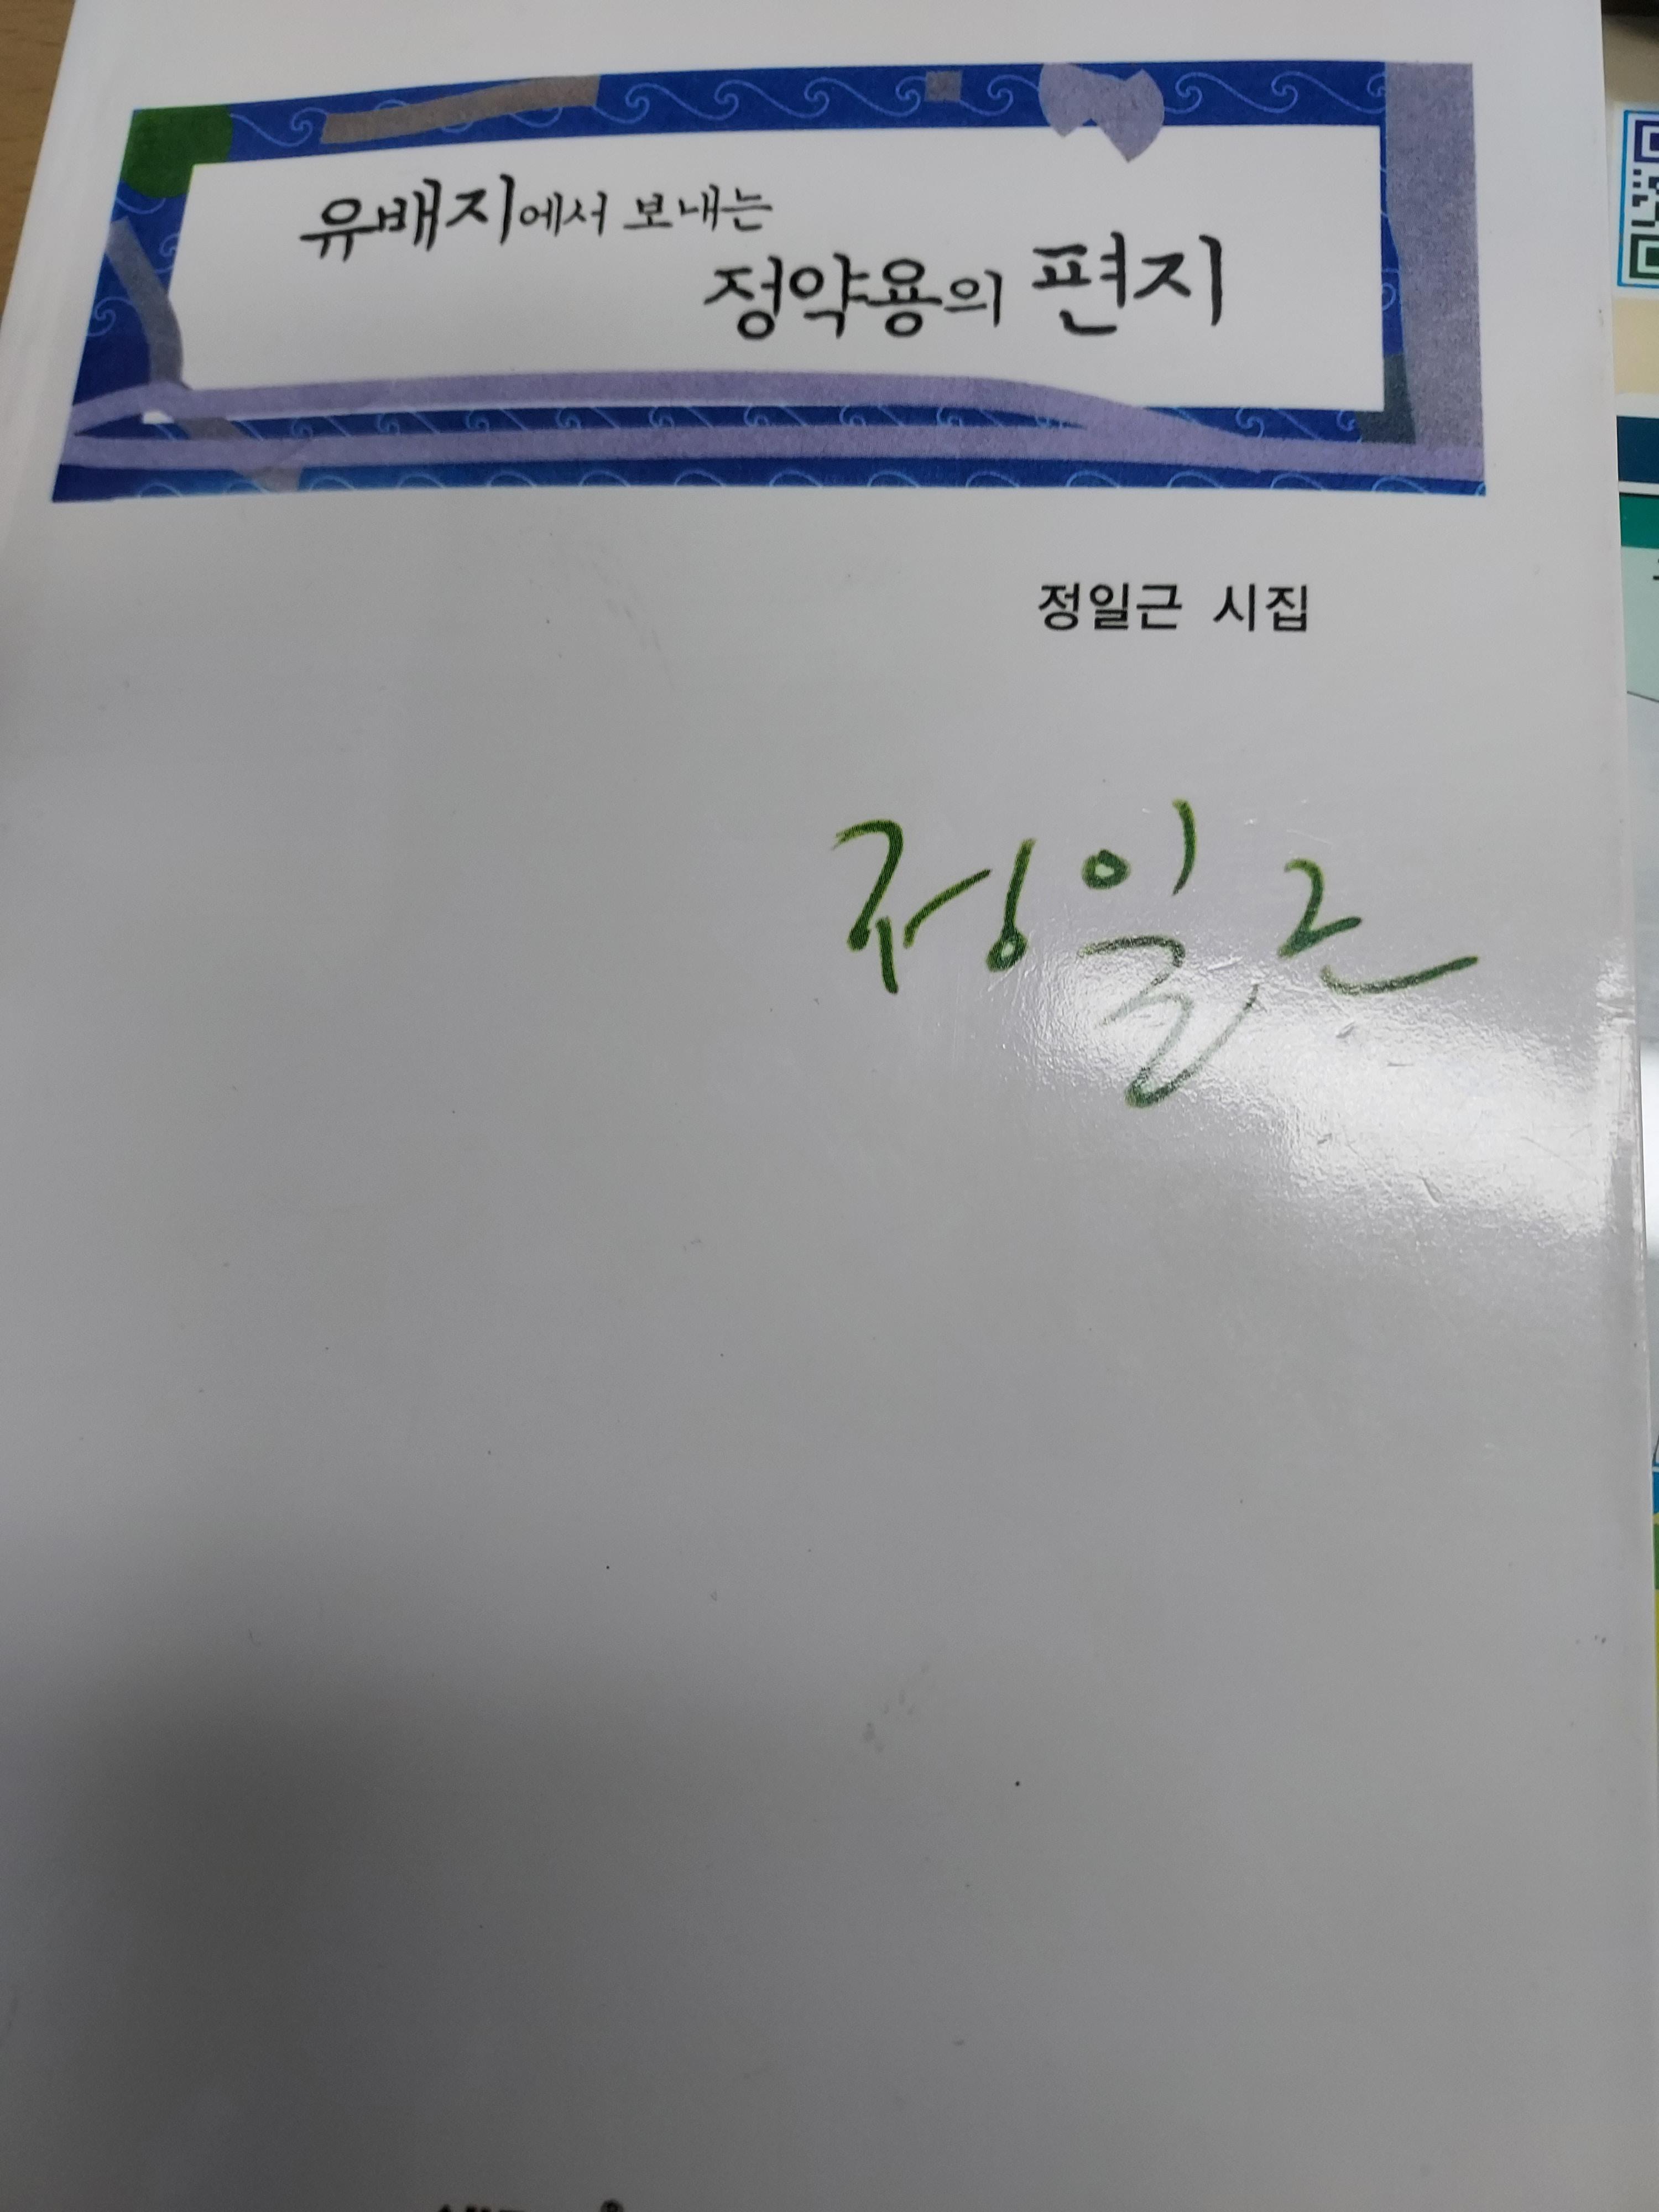 유배지에서 보내는
정약용의 편지
정일근 시집
정일근